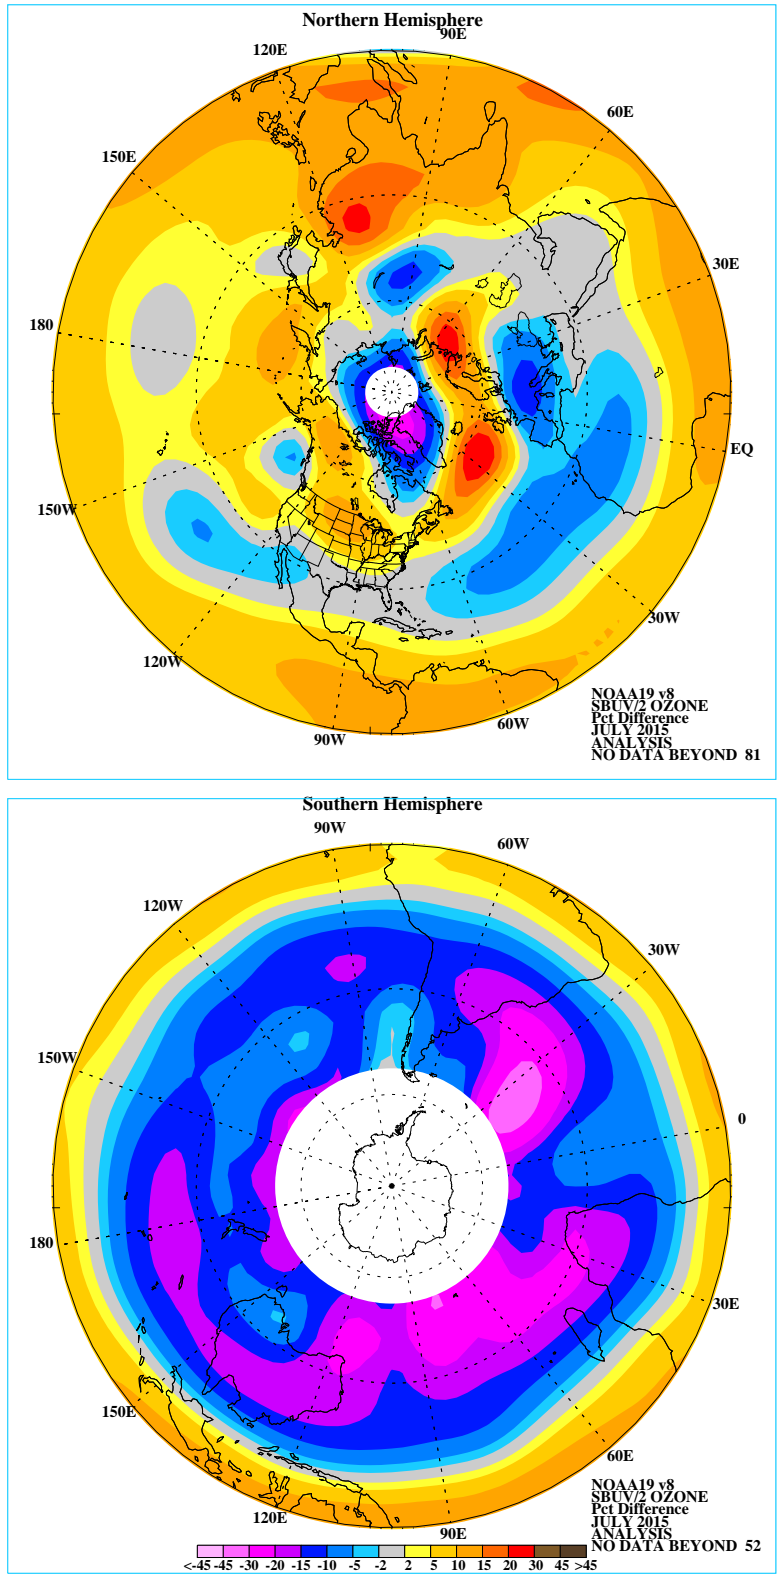 Northern Hemisphere
90E
120E
60E
150E
30E
180
EQ
150W
30W
120W
60W
90W
NOAA19 v8
SBUV/2 OZONE
Pct Difference
JULY 2015
ANALYSIS
NO DATA BEYOND 81
Southern Hemisphere
90W
60W
120W
30W
150W
0
180
30E
150E
60E
120E
90E
NOAA19 v8
SBUV/2 OZONE
Pct Difference
JULY 2015
ANALYSIS
NO DATA BEYOND 52
<-45 -45 -30 -20 -15 -10 -5 -2 2 5 10 15 20 30 45 >45